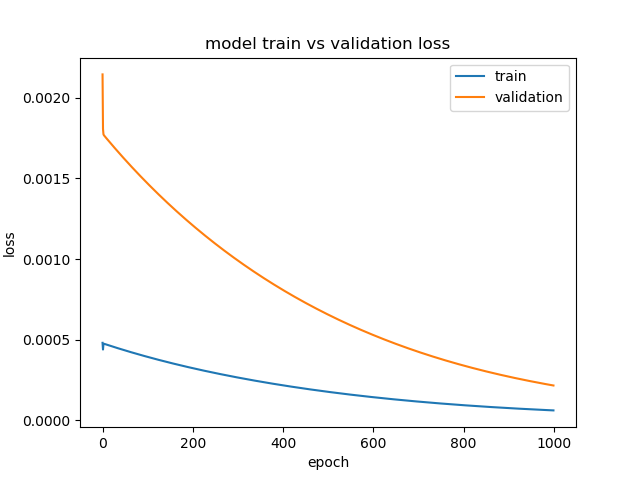 model train vs validation loss
train
validation
0.0020
0.0015
0.0010
0.0005
0.0000
loss
0 200 400 600 800 1000
epoch